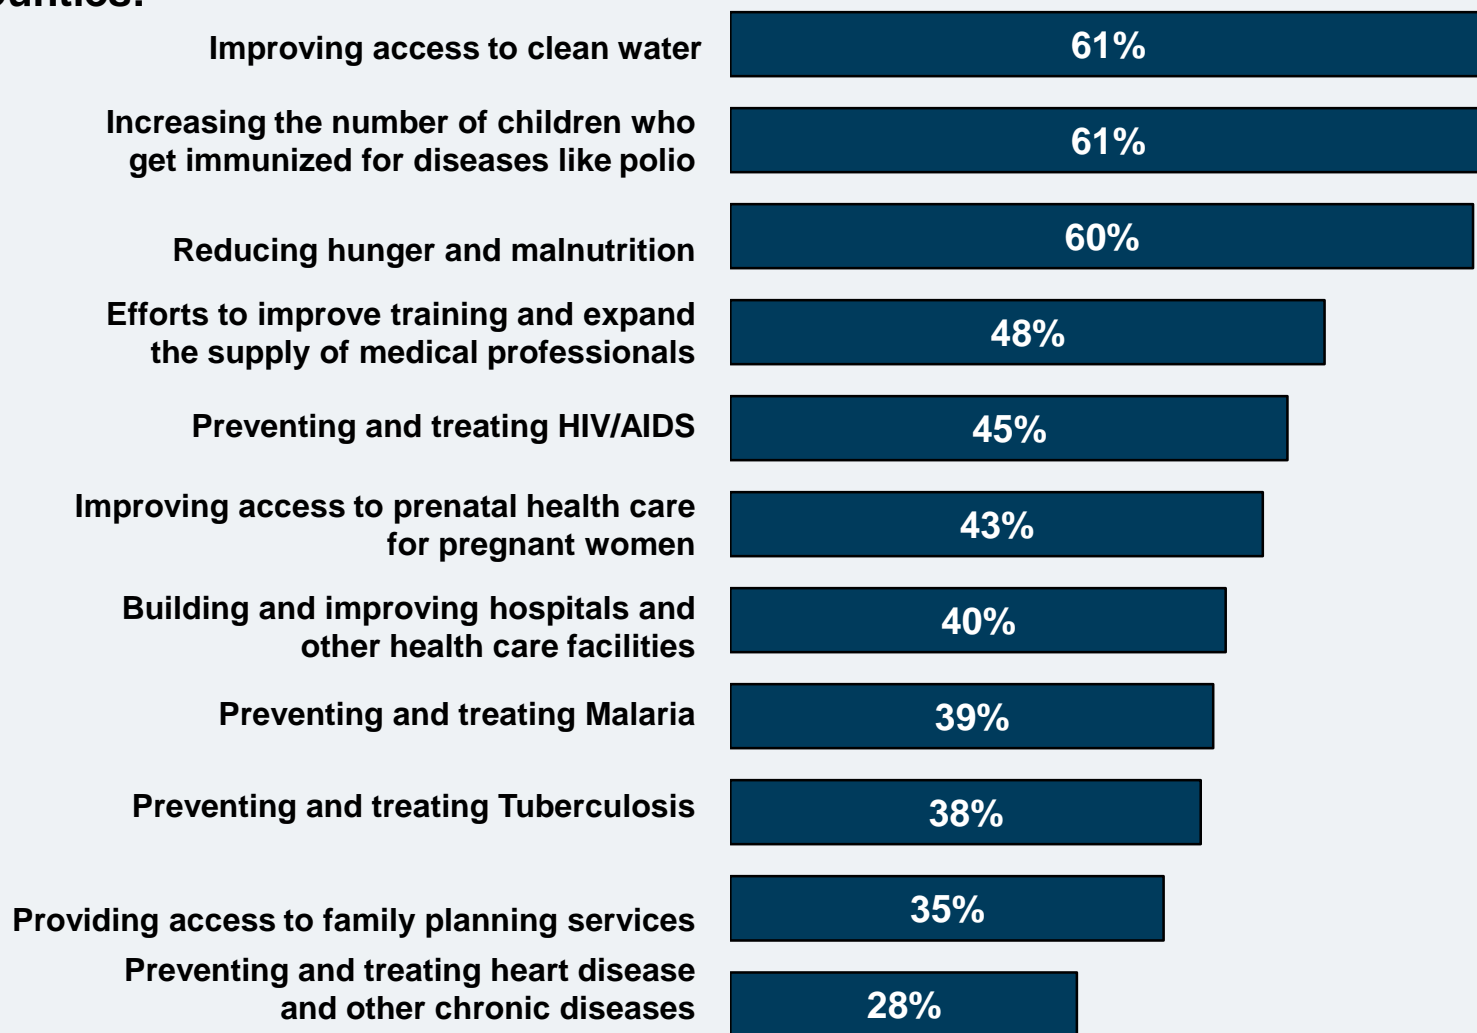 Improving access to clean water
61%
Increasing the number of children who
get immunized for diseases like polio
61%
Reducing hunger and malnutrition
60%
Efforts to improve training and expand
the supply of medical professionals
48%
Preventing and treating HIV/AIDS
45%
Improving access to prenatal health care
for pregnant women
43%
Building and improving hospitals and
other health care facilities
40%
Preventing and treating Malaria
39%
Preventing and treating Tuberculosis
38%
Providing access to family planning services
35%
Preventing and treating heart disease
and other chronic diseases
28%